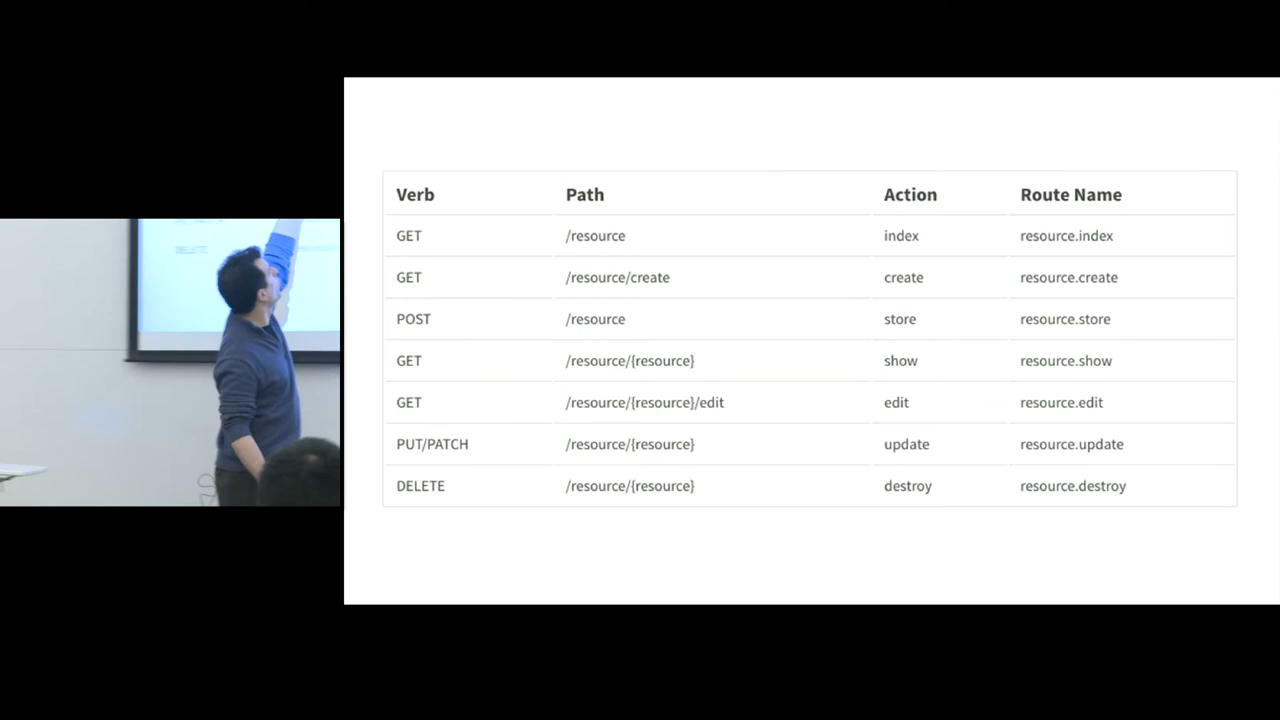 Verb Path Action Route Name
GET /resource index resource.index
GET /resource/create create resource.create
POST /resource store resource.store
GET /resource/{resource} show resource.show
GET /resource/{resource}/edit edit resource.edit
PUT/PATCH /resource/{resource} update resource.update
DELETE /resource/{resource} destroy resource.destroy